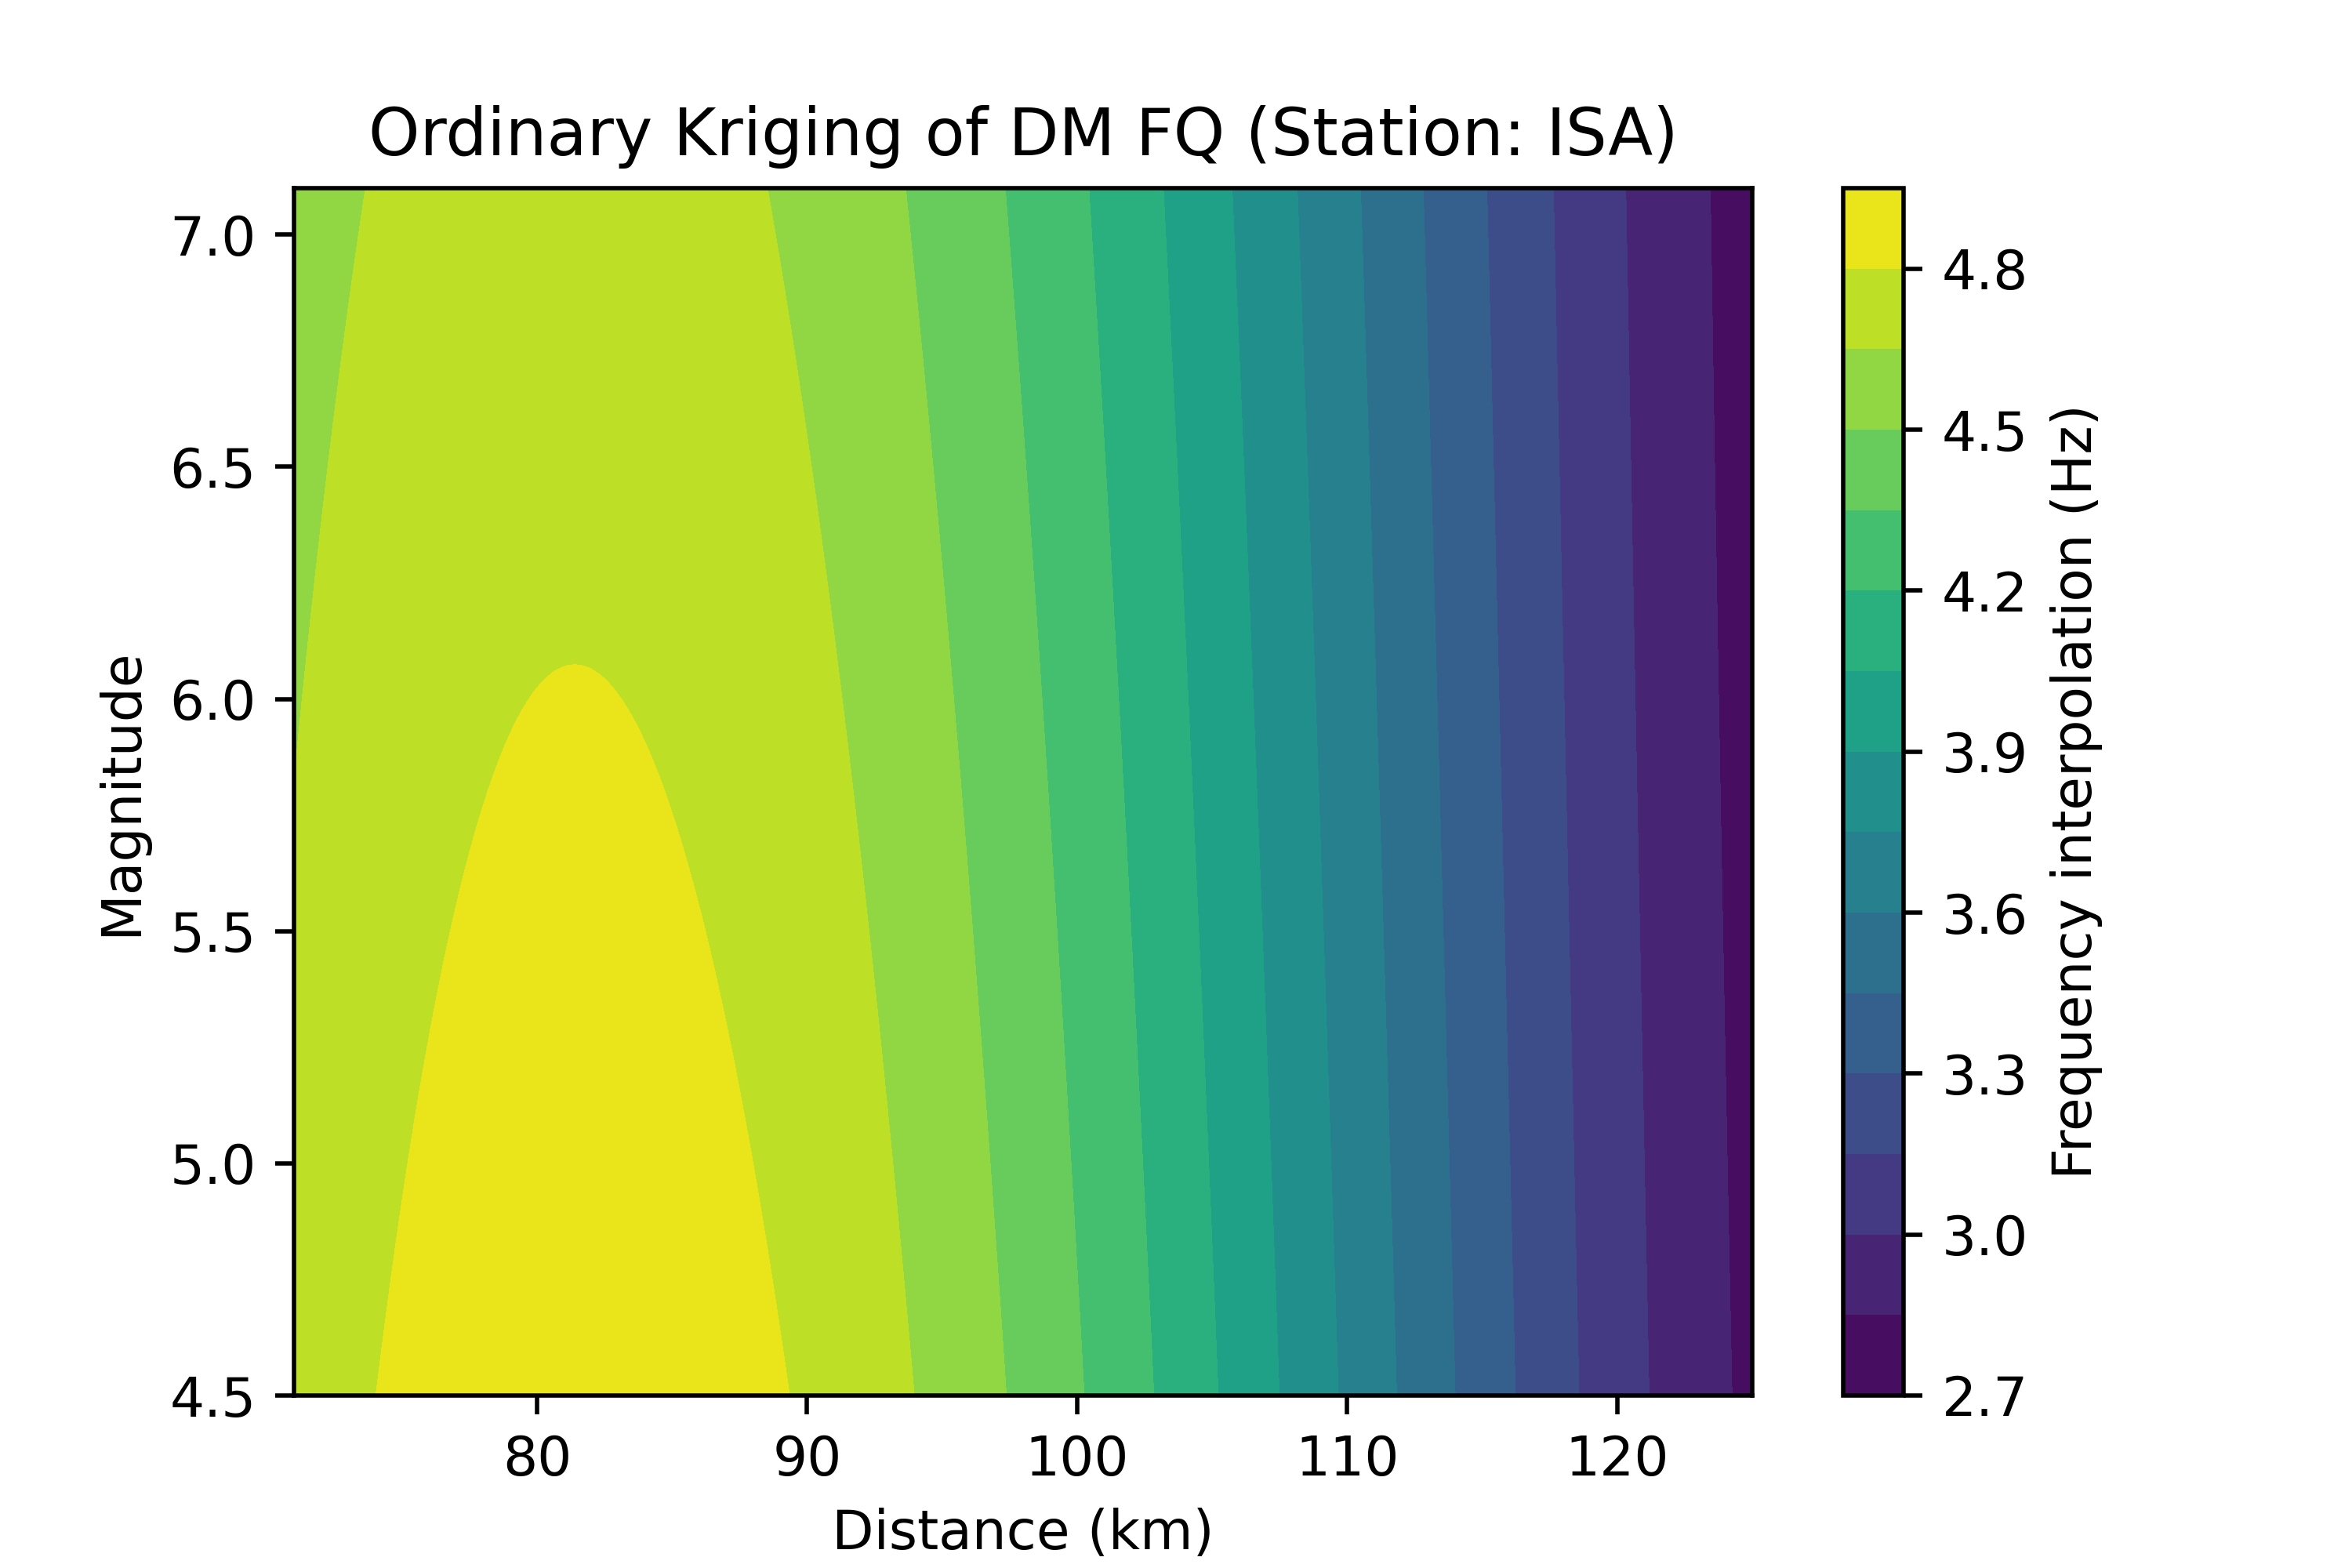 Ordinary Kriging of DM FQ (Station: ISA)
7.0
6.5
6.0
5.5
5.0
4.5
Magnitude
80 90 100 110 120
Distance (km)
4.8
4.5
4.2
3.9
3.6
3.3
3.0
2.7
Frequency interpolation (Hz)